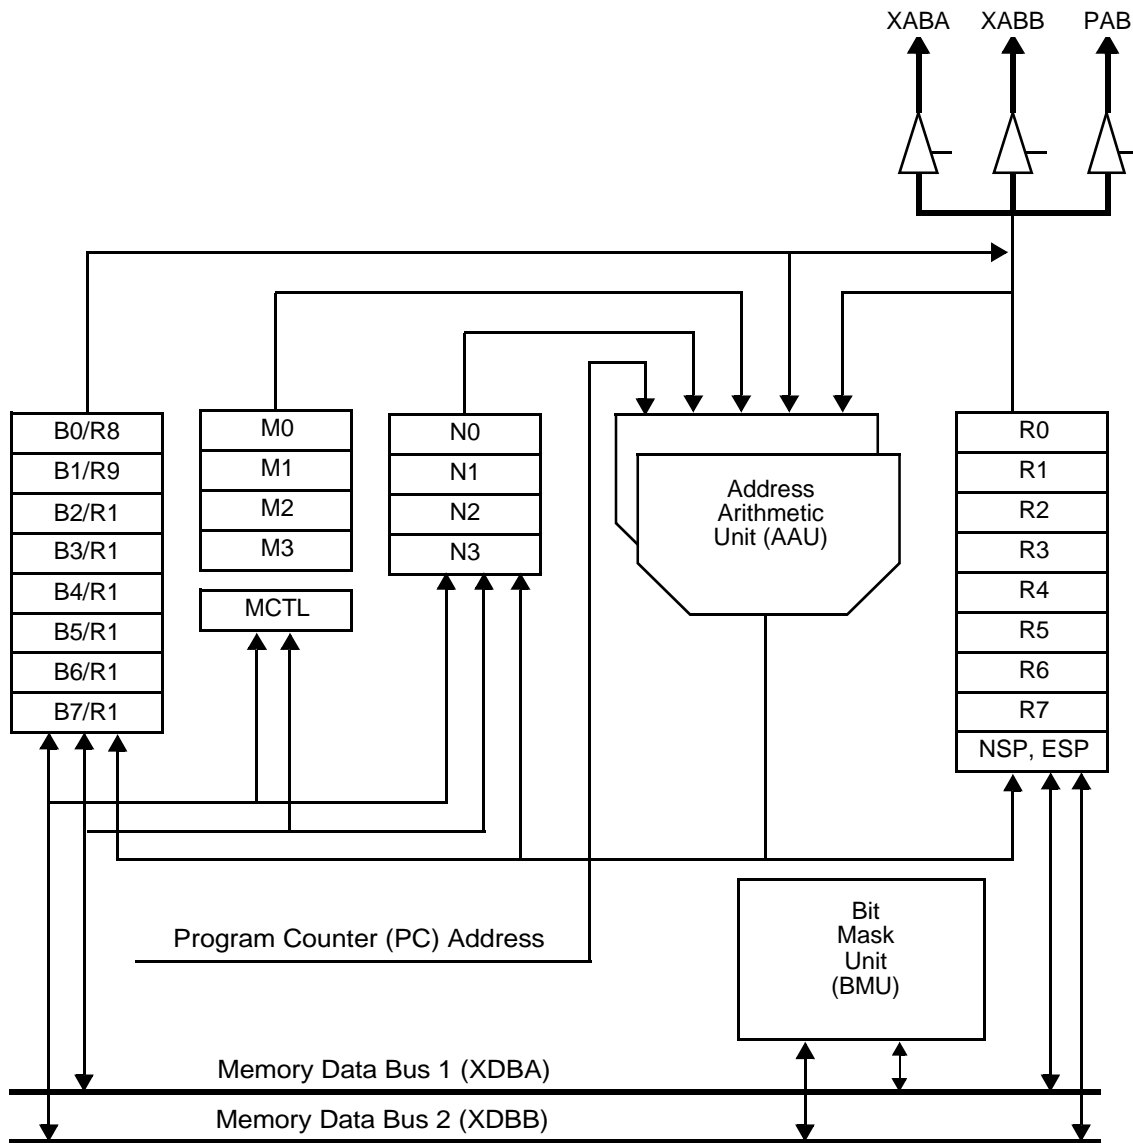 XABA XABB PAB
B0/R8
B1/R9
B2/R1
B3/R1
B4/R1
B5/R1
B6/R1
B7/R1
M0
M1
M2
M3
MCTL
N0
N1
N2
N3
Address
Arithmetic
Unit (AAU)
R0
R1
R2
R3
R4
R5
R6
R7
NSP, ESP
Program Counter (PC) Address
Bit
Mask
Unit
(BMU)
Memory Data Bus 1 (XDBA)
Memory Data Bus 2 (XDBB)